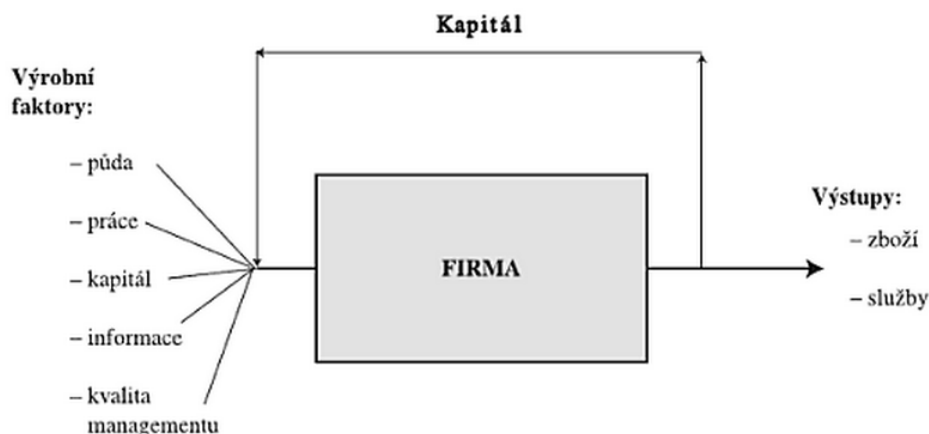 Kapitál
Výrobní
faktory:
– půda
– práce
– kapitál
– informace
– kvalita
managementu
FIRMA
Výstupy:
– zboží
– služby